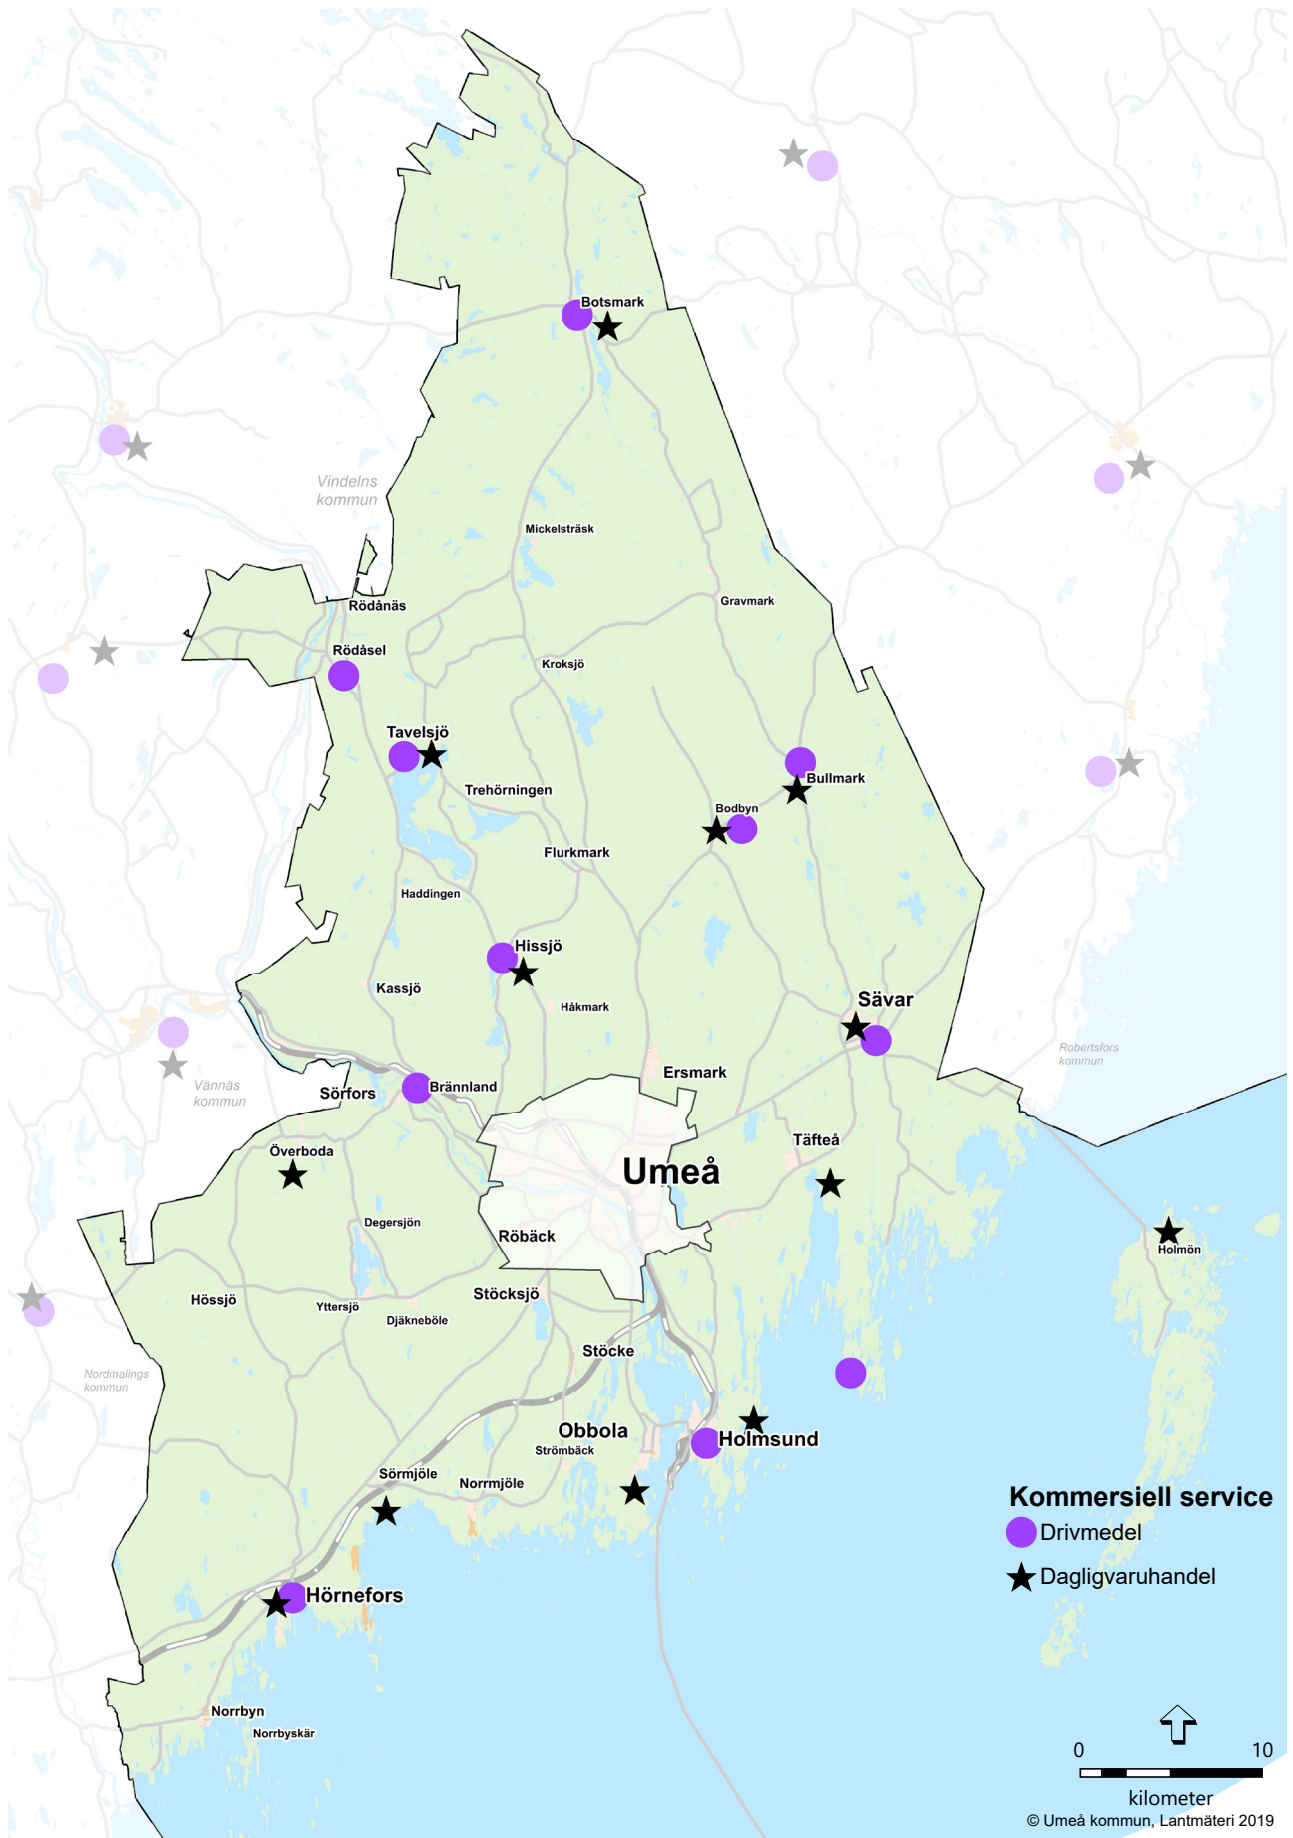 Botsmark
Vindelns
kommun
Mickelsträsk
Rödånäs
Gravmark
Rödåsel
Kroksjö
Tavelsjö
Bullmark
Trehörningen
Bodbyn
Flurkmark
Haddingen
Hissjö
Kassjö
Håkmark
Sävar
Robertsfors
kommun
Ersmark
Vännäs
kommun
Sörfors
Brännland
Täfteå
Överboda
Umeå
Degersjön
Röbäck
Holmön
Hössjö
Yttersjö
Stöcksjö
Djäkneböle
Stöcke
Nordmalings
kommun
Obbola
Holmsund
Strömbäck
Sörmjöle
Norrmjöle
Kommersiell service
Drivmedel
Dagligvaruhandel
Hörnefors
Norrbyn
Norrbyskär
0 10
kilometer
© Umeå kommun, Lantmäteri 2019